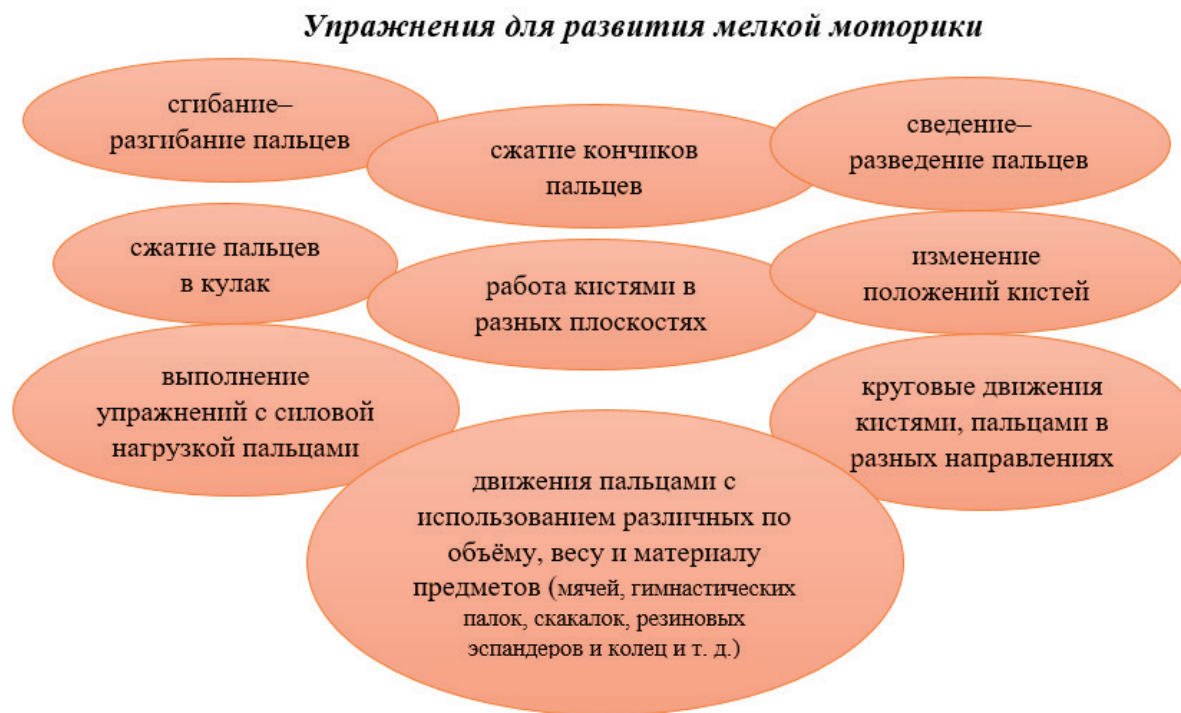 Упражнения для развития мелкой моторики
сгибание–
разгибание пальцев
сжатие кончиков
пальцев
сведение–
разведение пальцев
сжатие пальцев
в кулак
работа кистями в
разных плоскостях
изменение
положений кистей
выполнение
упражнений с силовой
нагрузкой пальцами
круговые движения
кистями, пальцами в
разных направлениях
движения пальцами с
использованием различных по
объёму, весу и материалу
предметов (мячей, гимнастических
палок, скакалок, резиновых
эспандеров и колец и т. д.)